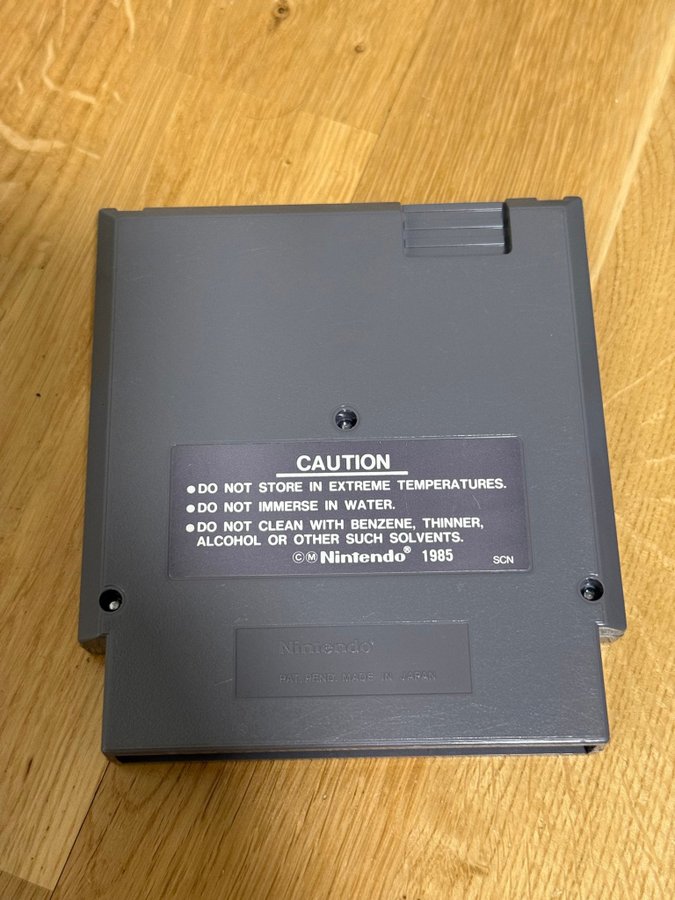 CAUTION
●DO NOT STORE IN EXTREME TEMPERATURES.
●DO NOT IMMERSE IN WATER.
●DO NOT CLEAN WITH BENZENE, THINNER,
ALCOHOL OR OTHER SUCH SOLVENTS.
©Ⓜ Nintendo® 1985 SCN
Nintendo®
PAT. PEND. MADE IN JAPAN